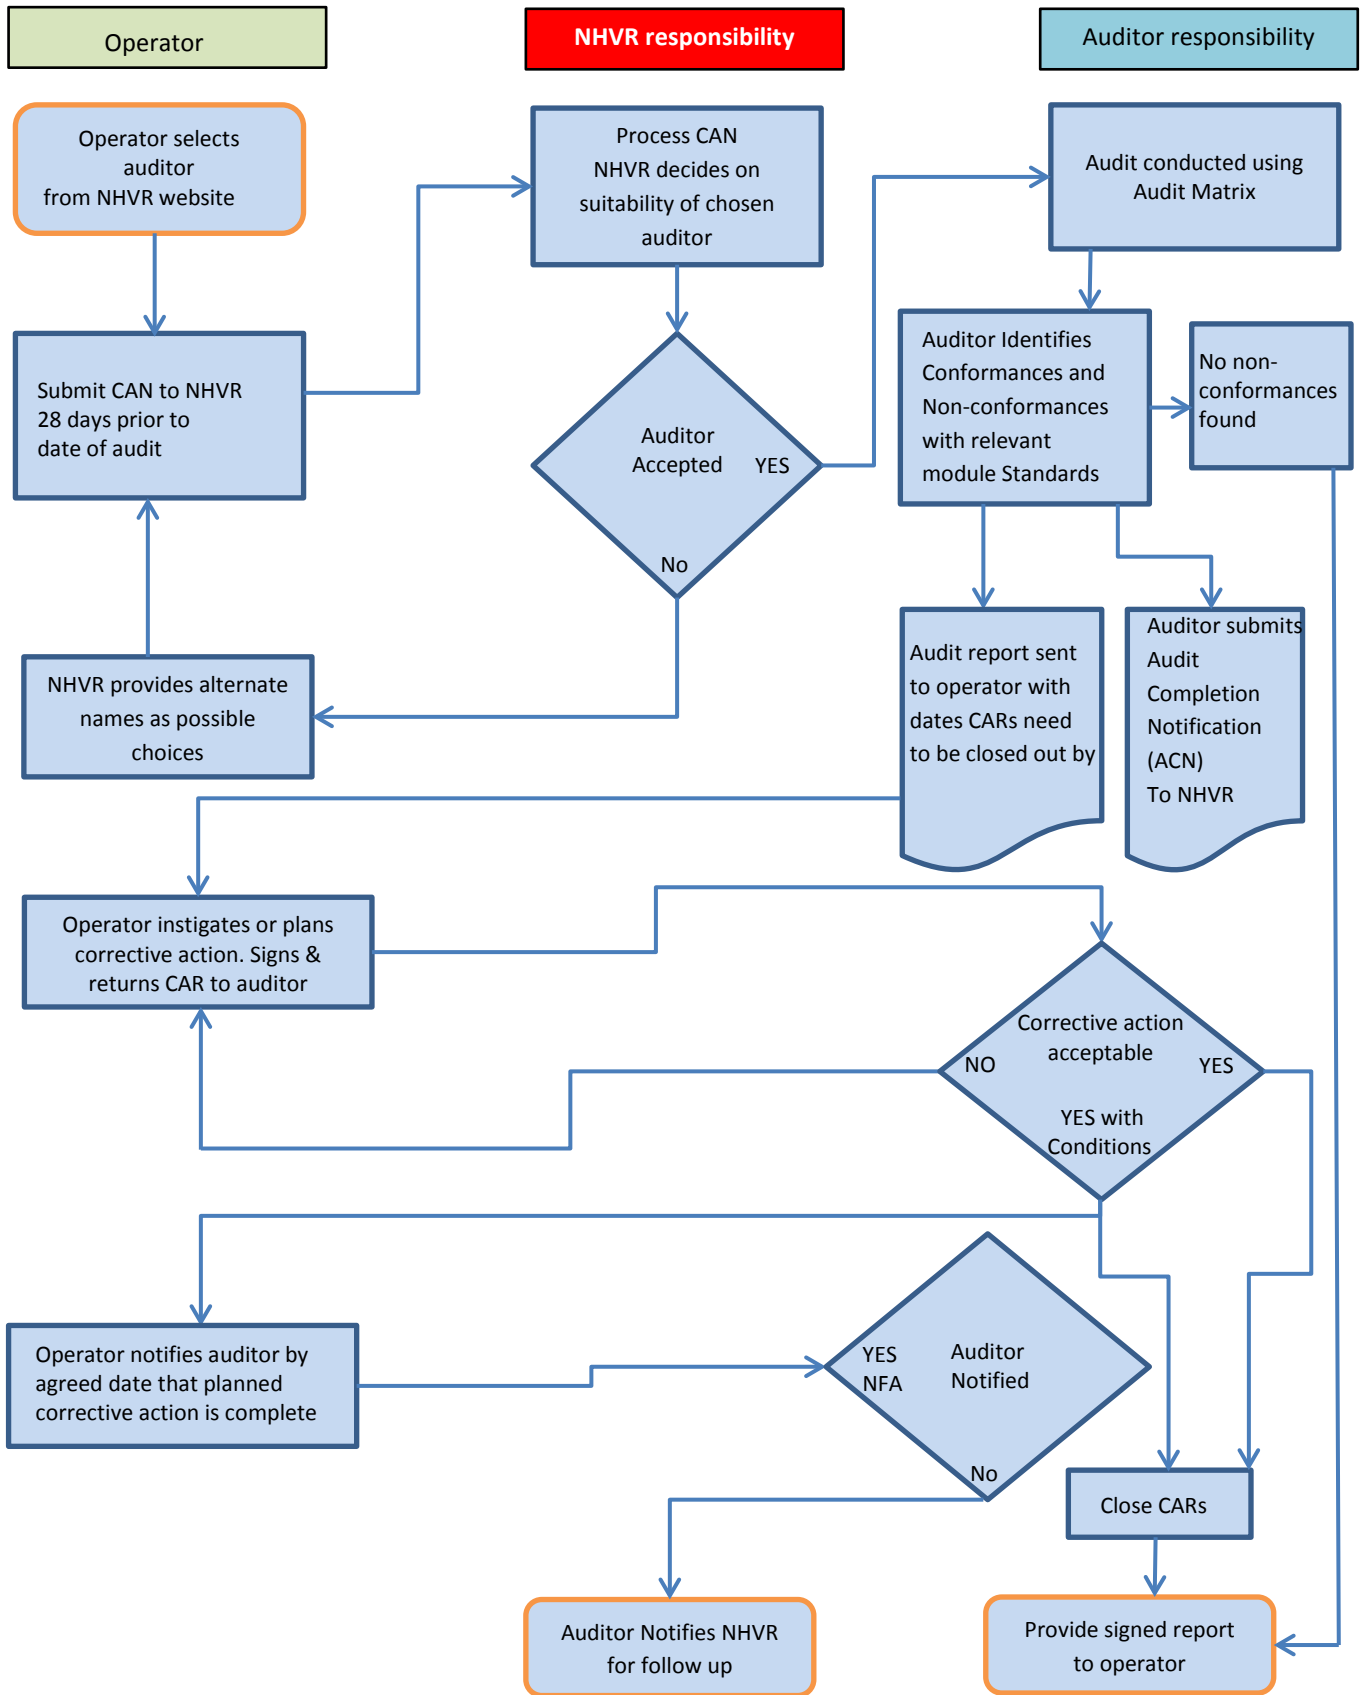 Operator
NHVR responsibility
Auditor responsibility
Operator selects
auditor
from NHVR website
Process CAN
NHVR decides on
suitability of chosen
auditor
Audit conducted using
Audit Matrix
Submit CAN to NHVR
28 days prior to
date of audit
Auditor
Accepted
YES
No
Auditor Identifies
Conformances and
Non-conformances
with relevant
module Standards
No non-
conformances
found
NHVR provides alternate
names as possible
choices
Audit report sent
to operator with
dates CARs need
to be closed out by
Auditor submits
Audit
Completion
Notification
(ACN)
To NHVR
Operator instigates or plans
corrective action. Signs &
returns CAR to auditor
Corrective action
acceptable
NO
YES
YES with
Conditions
Operator notifies auditor by
agreed date that planned
corrective action is complete
YES
NFA
Auditor
Notified
No
Close CARs
Auditor Notifies NHVR
for follow up
Provide signed report
to operator